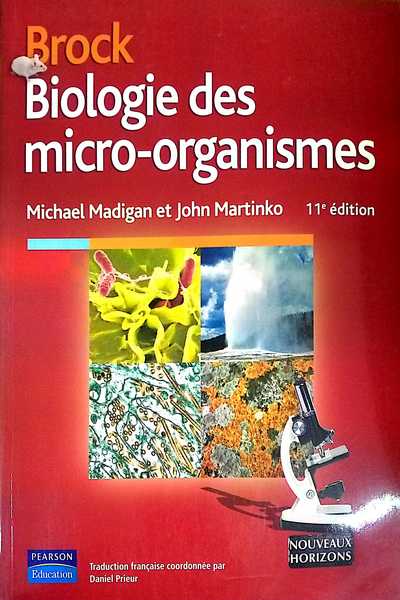 Brock
Biologie des
micro-organismes
Michael Madigan et John Martinko 11e édition
PEARSON
Education
Traduction française coordonnée par
Daniel Prieur
NOUVEAUX
HORIZONS